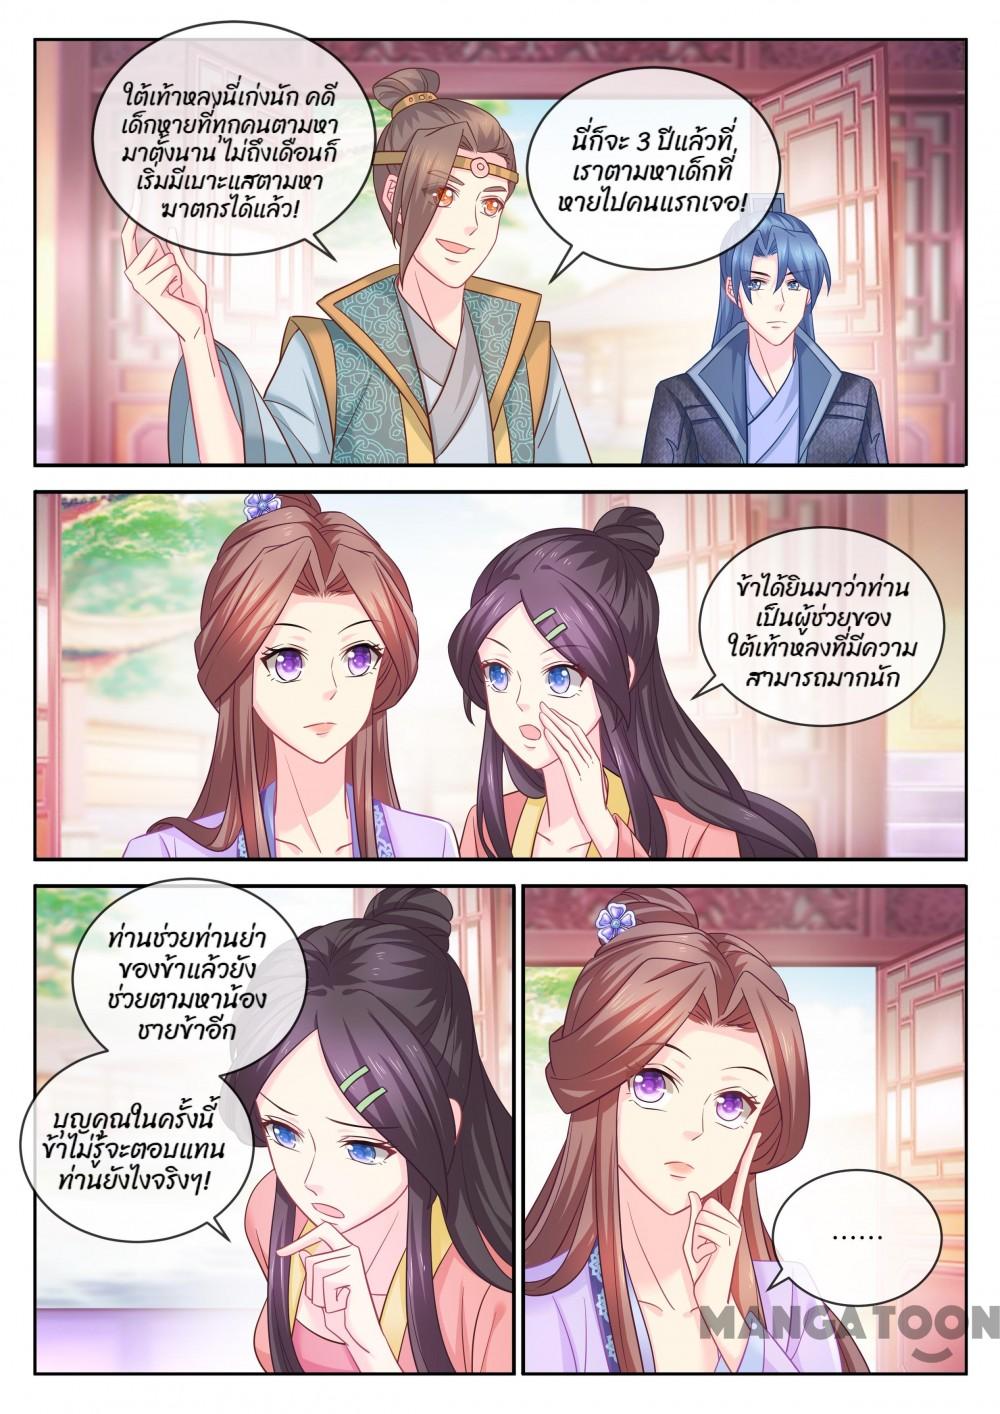 ใต้เท้าหลงนี่เก่งนัก คดี
เด็กหายที่ทุกคนตามหา
มาตั้งนาน ไม่ถึงเดือนก็
เริ่มมีเบาะแสตามหา
ฆาตกรได้แล้ว!
นี่ก็จะ 3 ปีแล้วที่
เราตามหาเด็กที่
หายไปคนแรกเจอ!
ข้าได้ยินมาว่าท่าน
เป็นผู้ช่วยของ
ใต้เท้าหลงที่มีความ
สามารถมากนัก
ท่านช่วยท่านย่า
ของข้าแล้วยัง
ช่วยตามหาน้อง
ชายข้าอีก
บุญคุณในครั้งนี้
ข้าไม่รู้จะตอบแทน
ท่านยังไงจริงๆ!
......
MANGATOON